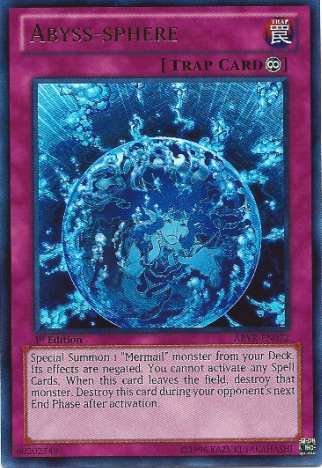 ABYSS-SPHERE
TRAP
罠
[TRAP CARD]
1st Edition
ABYR-EN072
Special Summon 1 "Mermail" monster from your Deck.
Its effects are negated. You cannot activate any Spell
Cards. When this card leaves the field, destroy that
monster. Destroy this card during your opponent's next
End Phase after activation.
60202749
©1996 KAZUKI TAKAHASHI